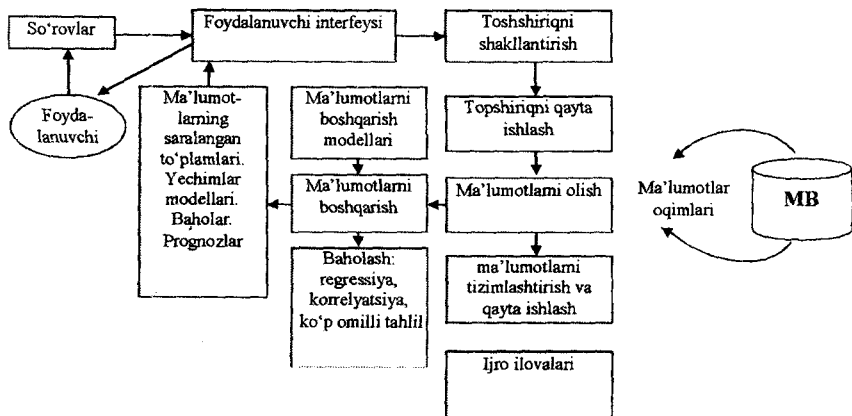 So‘rovlar
Foydalanuvchi interfeysi
Toshshiriqni
shakllantirish
Foyda-
lanuvchi
Ma’lumot-
larning
saralangan
to‘plamlari.
Yechimlar
modellari.
Baholar.
Prognozlar
Ma’lumotlarni
boshqarish
modellari
Topshiriqni qayta
ishlash
Ma’lumotlarni
boshqarish
Ma’lumotlarni olish
Ma’lumotlar
oqimlari
MB
Baholash:
regressiya,
korrelyatsiya,
ko‘p omilli tahlil
ma’lumotlarni
tizimlashtirish va
qayta ishlash
Ijro ilovalari